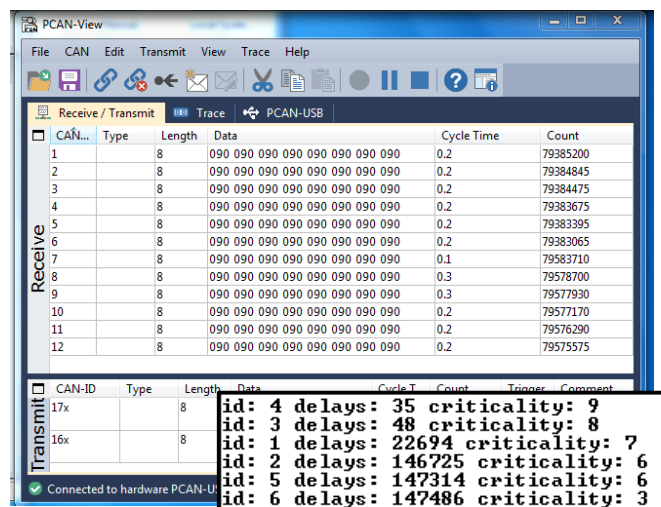 PCAN-View
File CAN Edit Transmit View Trace Help
Receive / Transmit Trace PCAN-USB
CAN... Type Length Data Cycle Time Count
1 8 090 090 090 090 090 090 090 090 0.2 79385200
2 8 090 090 090 090 090 090 090 090 0.2 79384845
3 8 090 090 090 090 090 090 090 090 0.2 79384475
4 8 090 090 090 090 090 090 090 090 0.2 79383675
5 8 090 090 090 090 090 090 090 090 0.2 79383395
6 8 090 090 090 090 090 090 090 090 0.2 79383065
7 8 090 090 090 090 090 090 090 090 0.1 79583710
8 8 090 090 090 090 090 090 090 090 0.3 79578700
9 8 090 090 090 090 090 090 090 090 0.3 79577930
10 8 090 090 090 090 090 090 090 090 0.2 79577170
11 8 090 090 090 090 090 090 090 090 0.2 79576290
12 8 090 090 090 090 090 090 090 090 0.2 79575575
Receive
CAN-ID Type Length Data Cycle T... Count Trigger Comment
17x 8
16x 8
Transmit
id: 4 delays: 35 criticality: 9
id: 3 delays: 48 criticality: 8
id: 1 delays: 22694 criticality: 7
id: 2 delays: 146725 criticality: 6
id: 5 delays: 147314 criticality: 6
id: 6 delays: 147486 criticality: 3
Connected to hardware PCAN-U